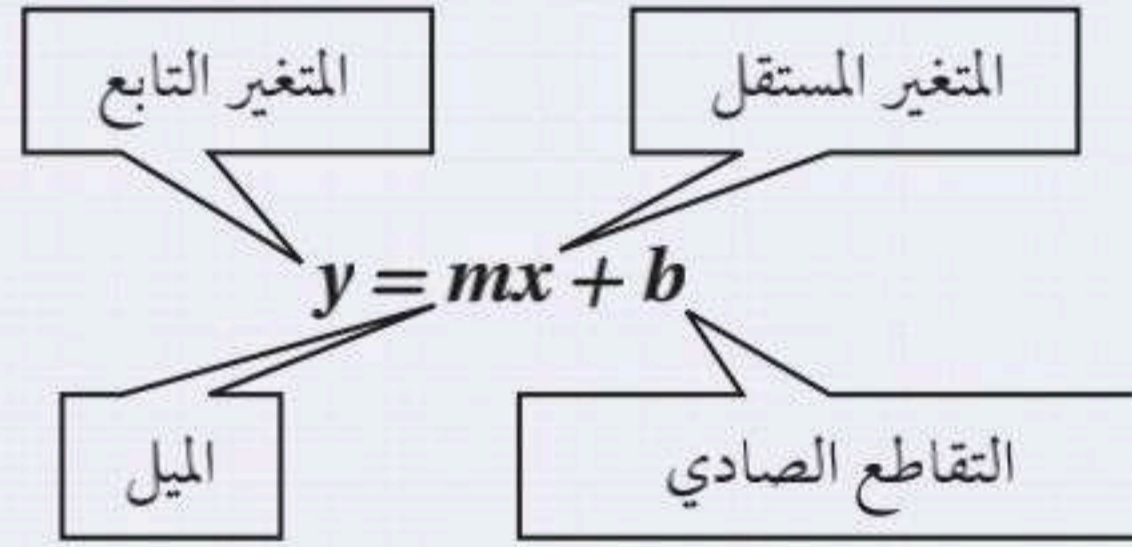 المتغير المستقل
المتغير التابع
y = mx + b
التقاطع الصادي
الميل